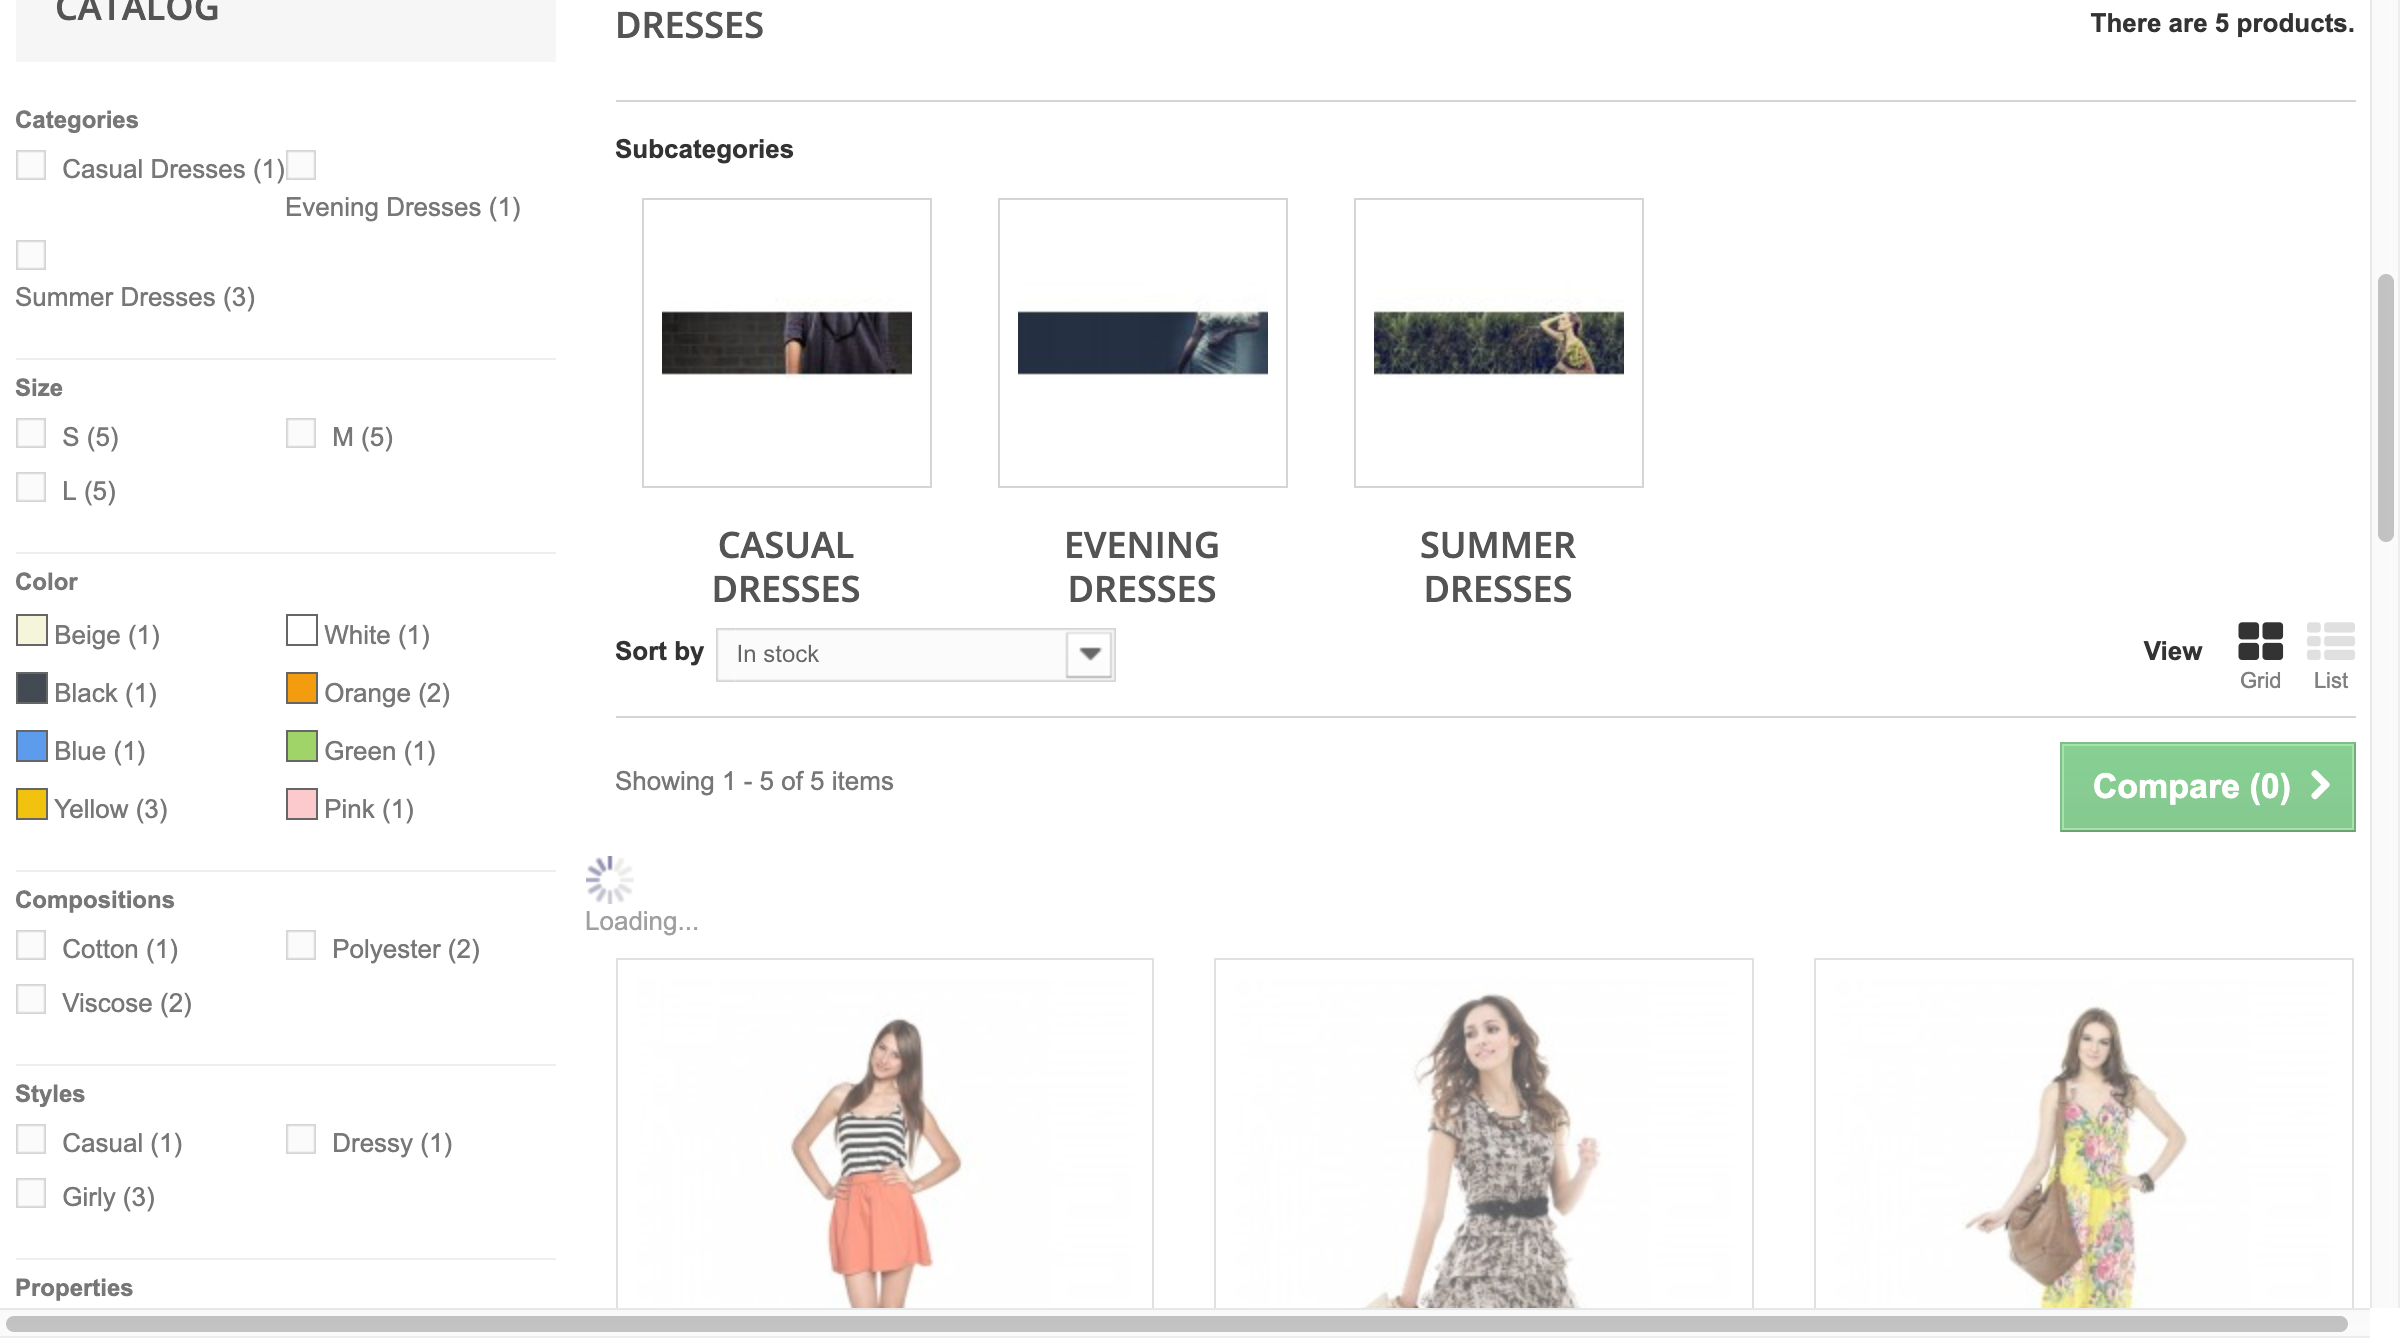 CATALOG
Categories
Casual Dresses (1)
Evening Dresses (1)
Summer Dresses (3)
Size
S (5)
M (5)
L (5)
Color
Beige (1)
White (1)
Black (1)
Orange (2)
Blue (1)
Green (1)
Yellow (3)
Pink (1)
Compositions
Cotton (1)
Polyester (2)
Viscose (2)
Styles
Casual (1)
Dressy (1)
Girly (3)
Properties
DRESSES
There are 5 products.
Subcategories
CASUAL
DRESSES
EVENING
DRESSES
SUMMER
DRESSES
Sort by
In stock
View
Grid
List
Showing 1 - 5 of 5 items
Compare (0)
Loading...